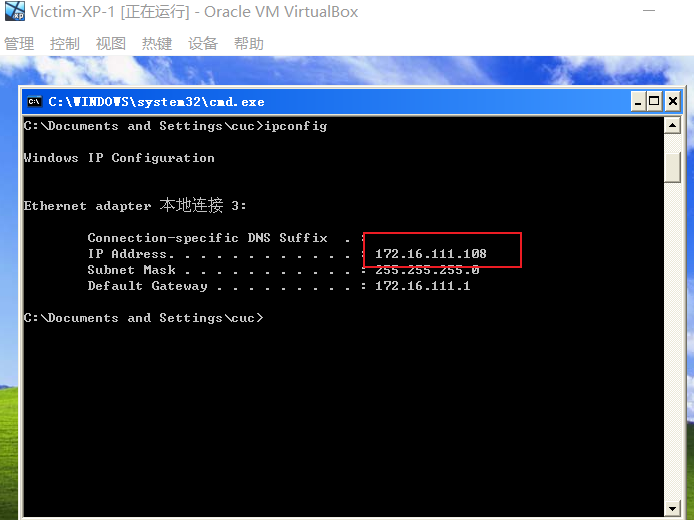 Victim-XP-1 [正在运行] - Oracle VM VirtualBox
管理 控制 视图 热键 设备 帮助
C:\WINDOWS\system32\cmd.exe
C:\Documents and Settings\cuc>ipconfig
Windows IP Configuration
Ethernet adapter 本地连接 3:
Connection-specific DNS Suffix . :
IP Address. . . . . . . . . . . . : 172.16.111.108
Subnet Mask . . . . . . . . . . . : 255.255.255.0
Default Gateway . . . . . . . . . : 172.16.111.1
C:\Documents and Settings\cuc>